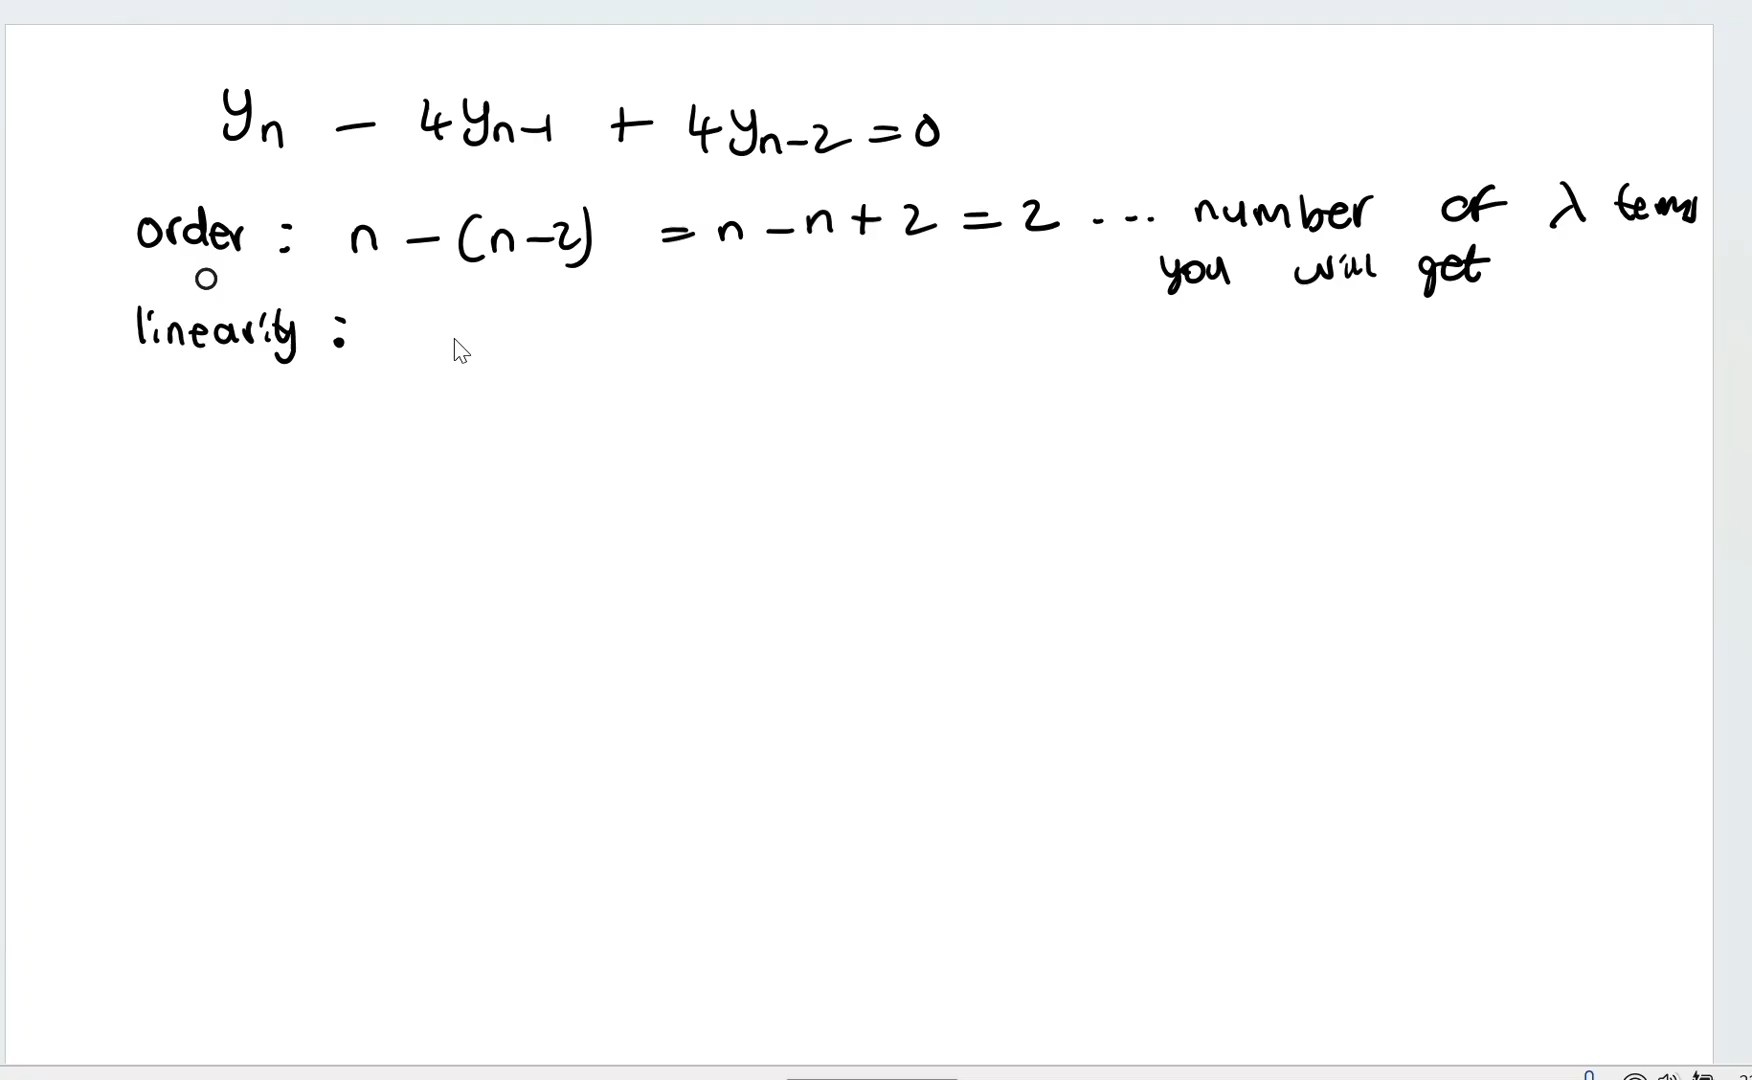 yn - 4yn-1 + 4yn-2 = 0
order : n - (n-2) = n - n + 2 = 2 ... number of λ terms
you will get
linearity :